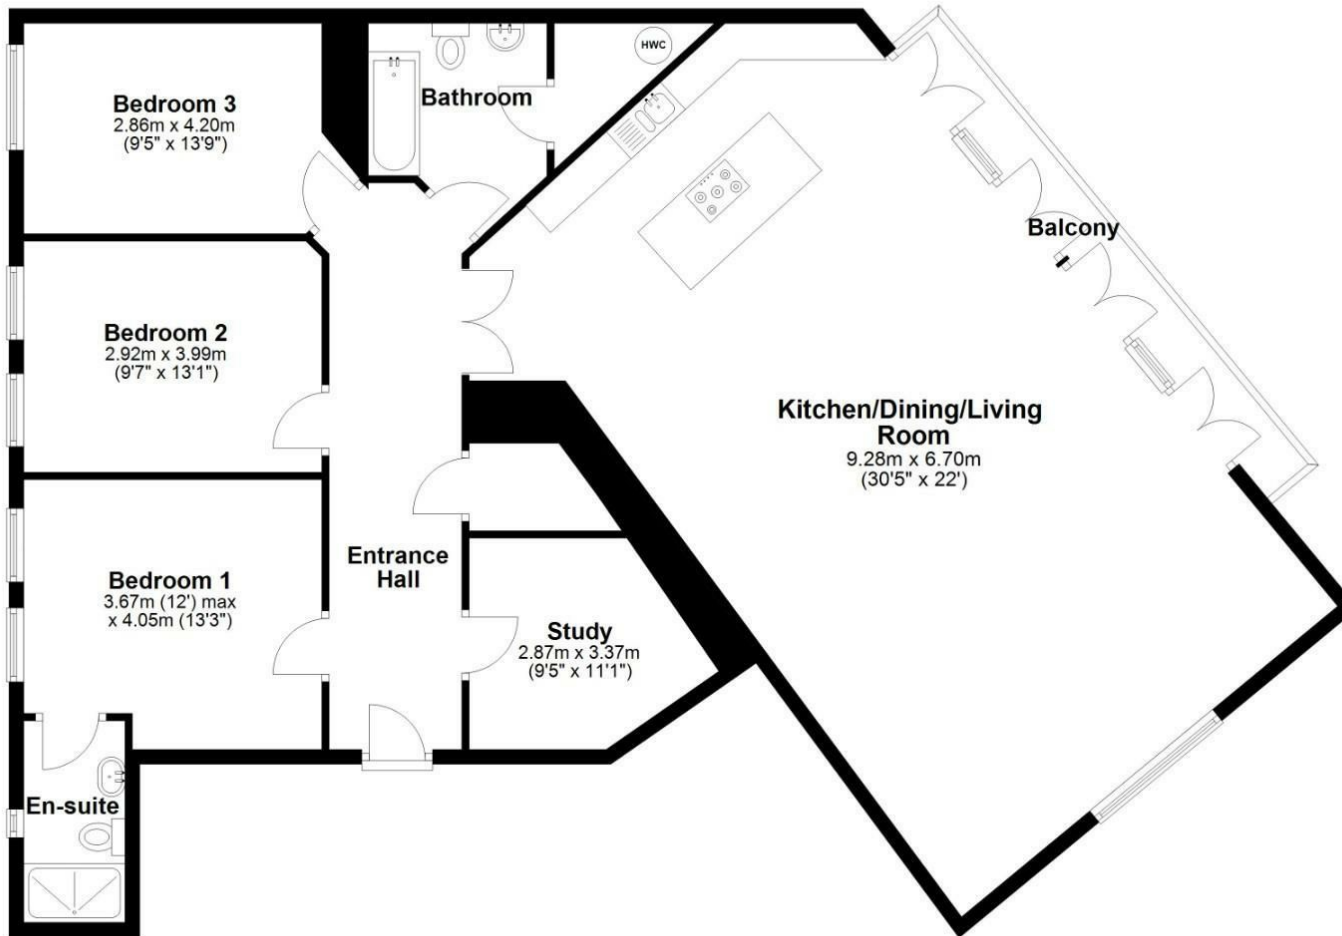 HWC
Bedroom 3
2.86m x 4.20m
(9'5" x 13'9")
Bathroom
Balcony
Bedroom 2
2.92m x 3.99m
(9'7" x 13'1")
Kitchen/Dining/Living
Room
9.28m x 6.70m
(30'5" x 22')
Entrance
Hall
Bedroom 1
3.67m (12') max
x 4.05m (13'3")
Study
2.87m x 3.37m
(9'5" x 11'1")
En-suite